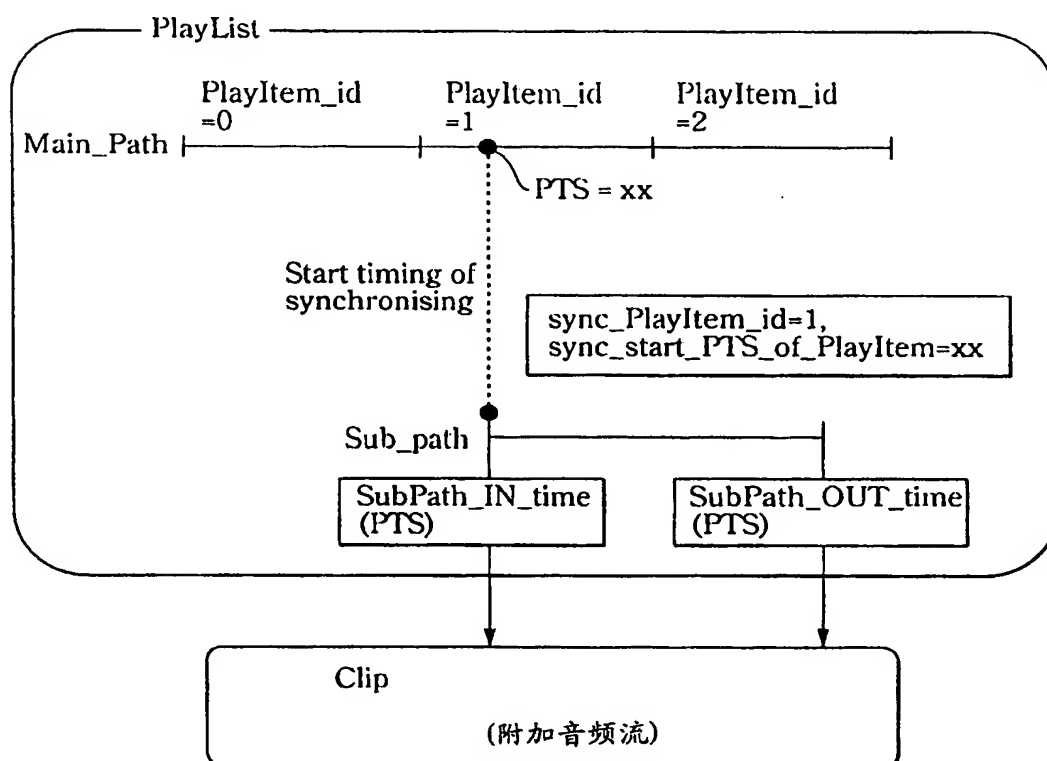 PlayList
PlayItem_id
=0
PlayItem_id
=1
PlayItem_id
=2
Main_Path
PTS = xx
Start timing of
synchronising
sync_PlayItem_id=1,
sync_start_PTS_of_PlayItem=xx
Sub_path
SubPath_IN_time
(PTS)
SubPath_OUT_time
(PTS)
Clip
(附加音频流)